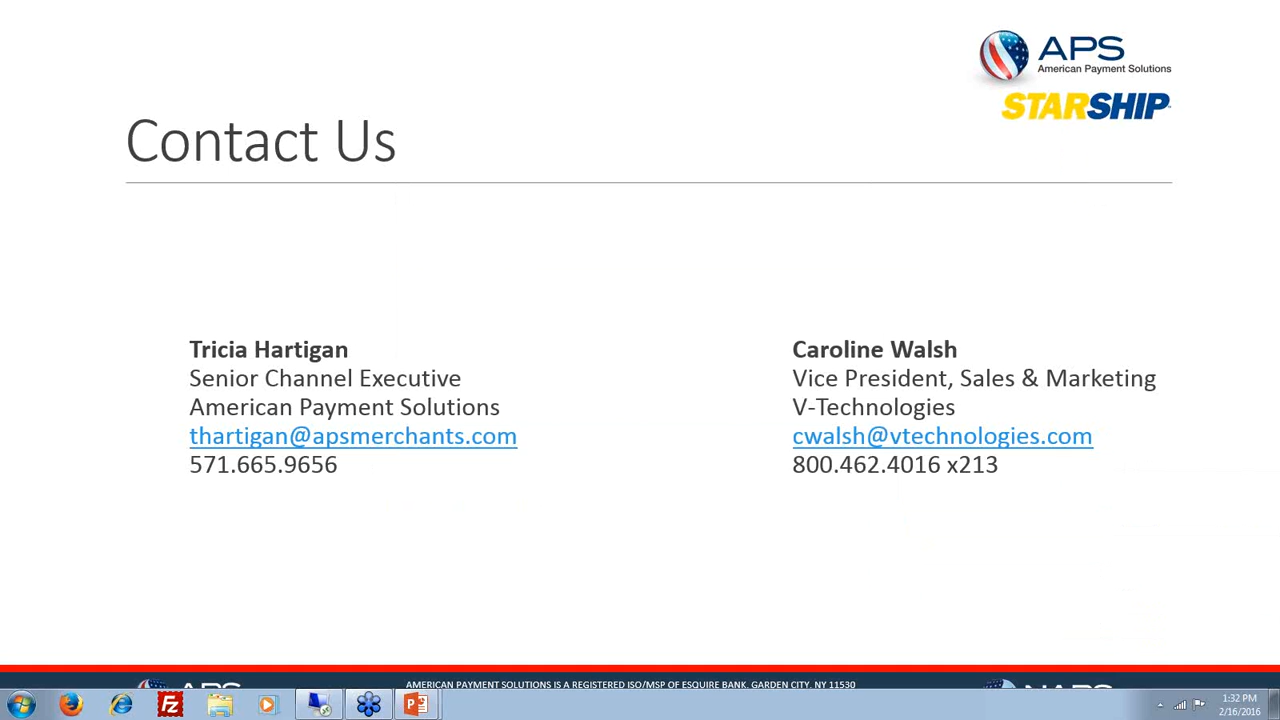 APS
American Payment Solutions
STARSHIP
Contact Us
Tricia Hartigan
Senior Channel Executive
American Payment Solutions
thartigan@apsmerchants.com
571.665.9656
Caroline Walsh
Vice President, Sales & Marketing
V-Technologies
cwalsh@vtechnologies.com
800.462.4016 x213
APS
AMERICAN PAYMENT SOLUTIONS IS A REGISTERED ISO/MSP OF ESQUIRE BANK, GARDEN CITY, NY 11530
NAPS
1:32 PM
2/16/2016